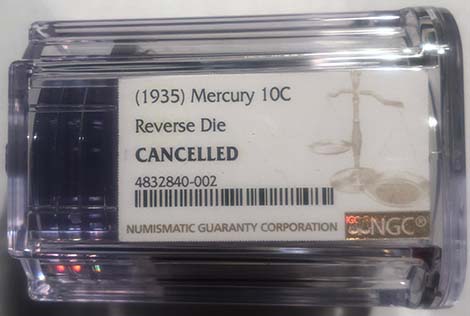 (1935) Mercury 10C
Reverse Die
CANCELLED
4832840-002
NUMISMATIC GUARANTY CORPORATION NGC®